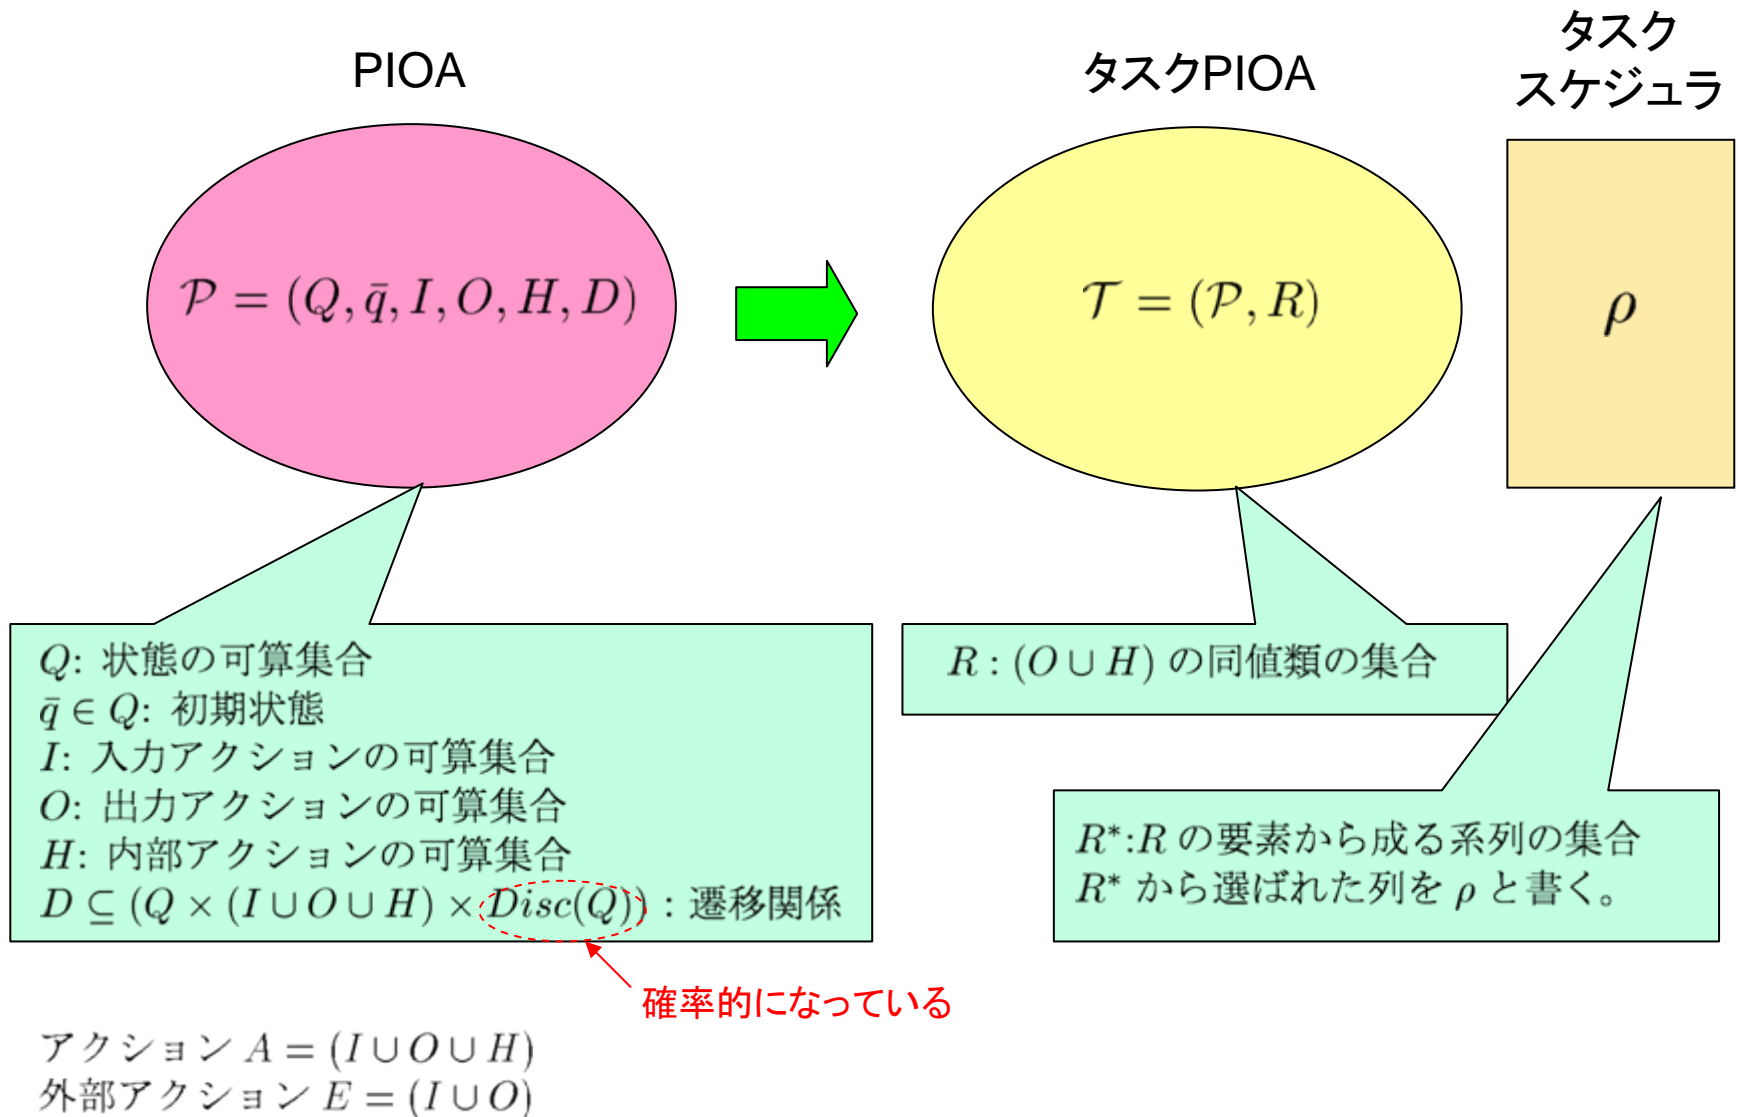 PIOA
タスクPIOA
タスク
スケジュラ
𝒫 = (Q, q̄, I, O, H, D)
𝒯 = (𝒫, R)
ρ
Q: 状態の可算集合
q̄ ∈ Q: 初期状態
I: 入力アクションの可算集合
O: 出力アクションの可算集合
H: 内部アクションの可算集合
D ⊆ (Q × (I ∪ O ∪ H) × Disc(Q)) : 遷移関係
R : (O ∪ H) の同値類の集合
R*:R の要素から成る系列の集合
R* から選ばれた列を ρ と書く。
確率的になっている
アクション A = (I ∪ O ∪ H)
外部アクション E = (I ∪ O)